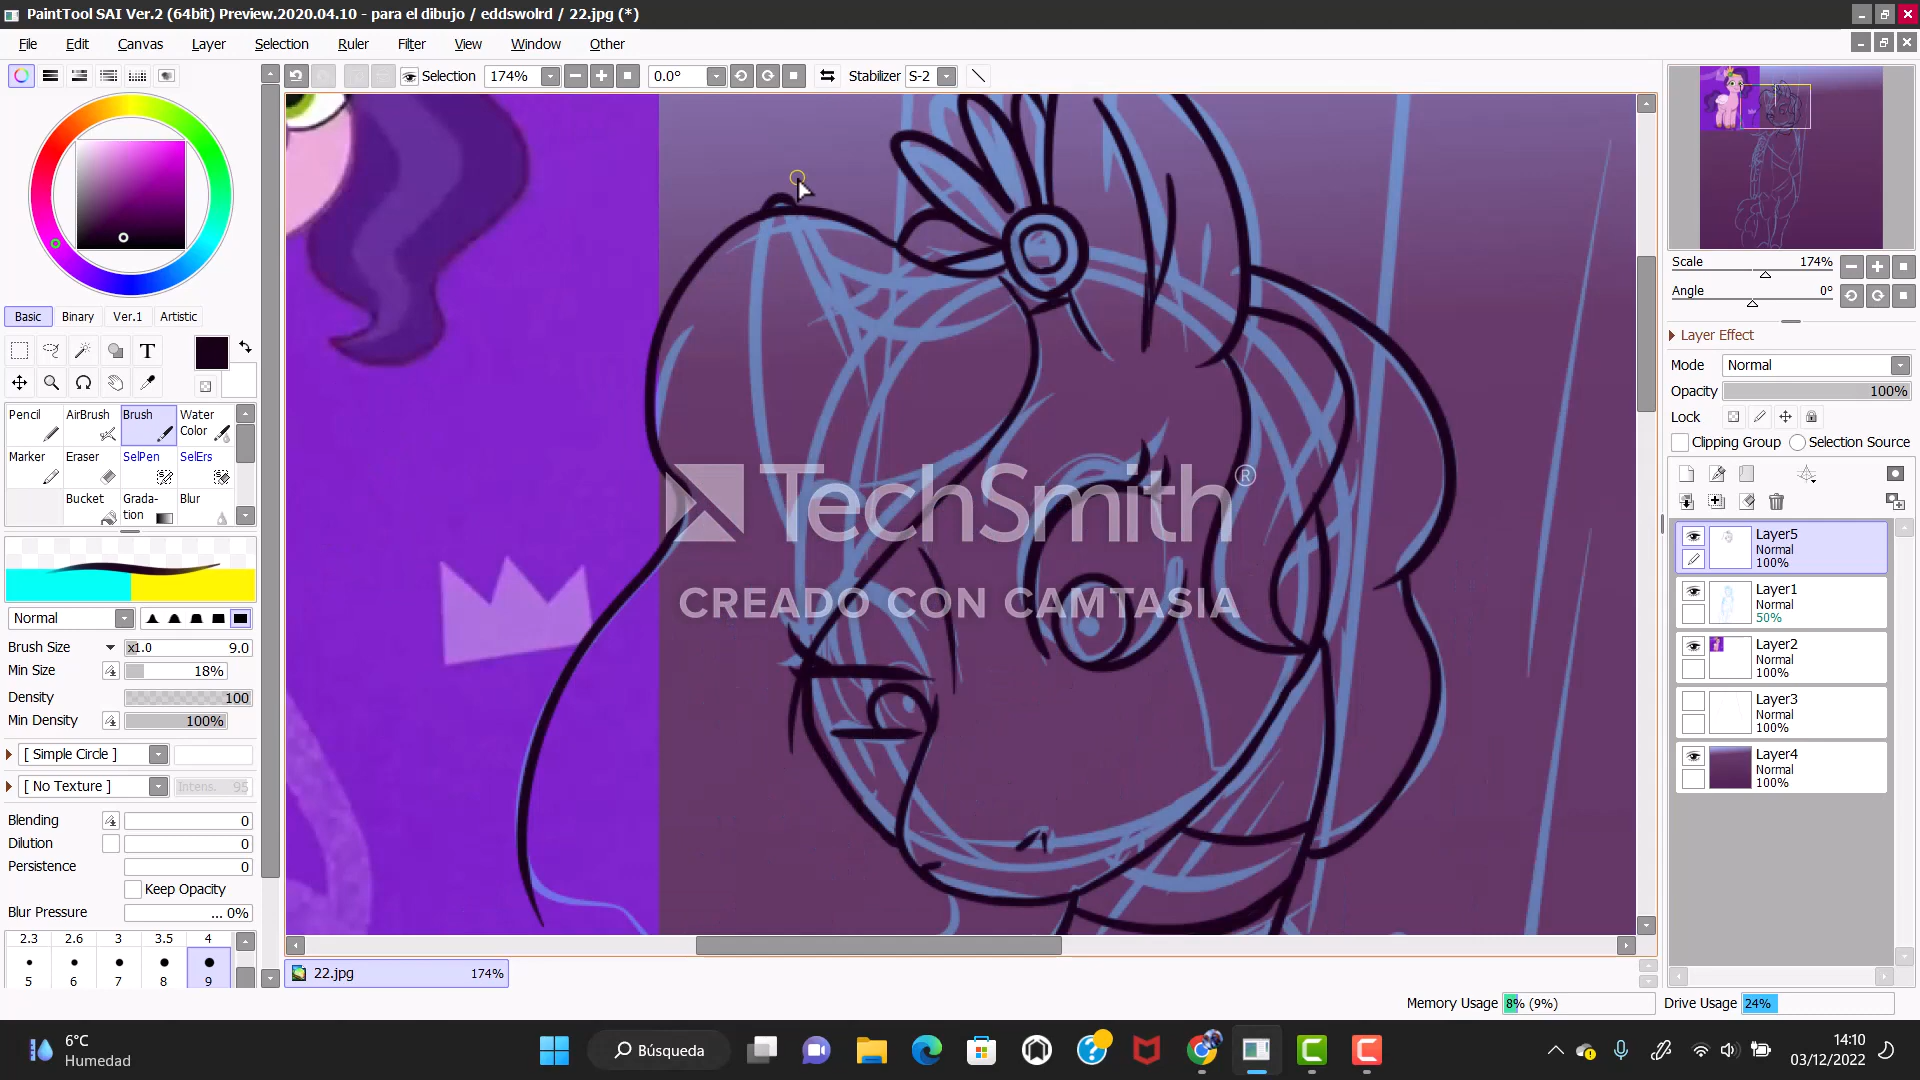 PaintTool SAI Ver.2 (64bit) Preview.2020.04.10 - para el dibujo / eddswolrd / 22.jpg (*)
File Edit Canvas Layer Selection Ruler Filter View Window Other
Selection 174% 0.0° Stabilizer S-2
Basic Binary Ver.1 Artistic
T
Pencil AirBrush Brush Water Color
Marker Eraser SelPen SelErs
Bucket Grada-tion Blur
Normal
Brush Size x1.0 9.0
Min Size 18%
Density 100
Min Density 100%
[ Simple Circle ]
[ No Texture ] Intens. 95
Blending 0
Dilution 0
Persistence 0
Keep Opacity
Blur Pressure ... 0%
2.3 2.6 3 3.5 4
5 6 7 8 9
TechSmith®
CREADO CON CAMTASIA
22.jpg 174%
Scale 174%
Angle 0°
Layer Effect
Mode Normal
Opacity 100%
Lock
Clipping Group Selection Source
Layer5
Normal
100%
Layer1
Normal
50%
Layer2
Normal
100%
Layer3
Normal
100%
Layer4
Normal
100%
Memory Usage 8% (9%) Drive Usage 24%
6°C
Humedad
Búsqueda
14:10
03/12/2022